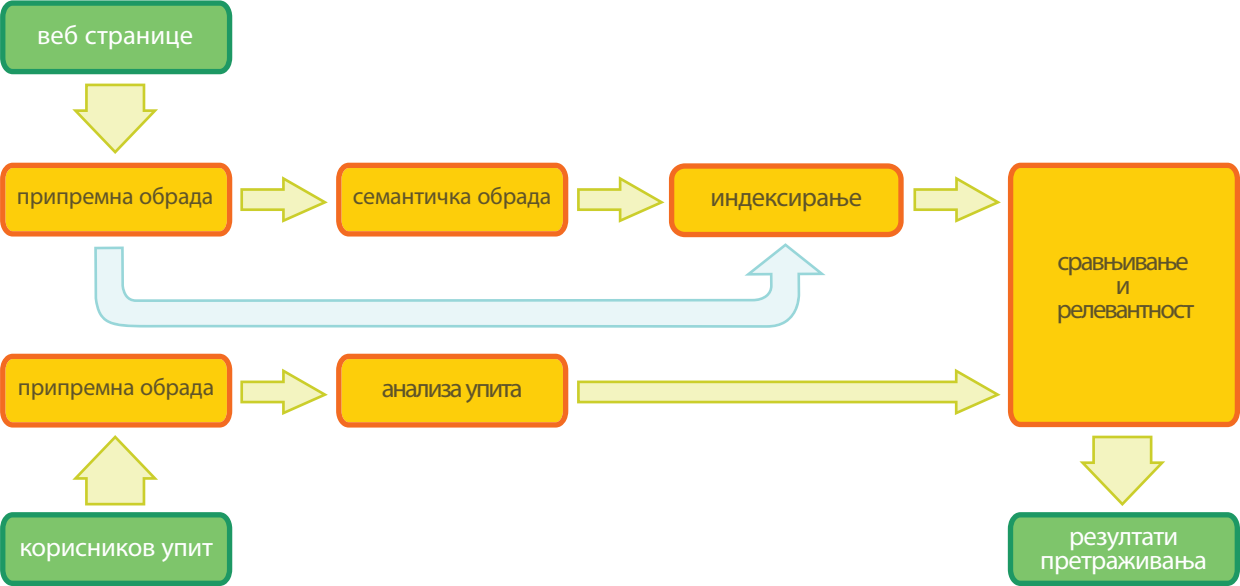 веб странице
припремна обрада
семантичка обрада
индексирање
сравњивање
и
релевантност
припремна обрада
анализа упита
корисников упит
резултати
претраживања